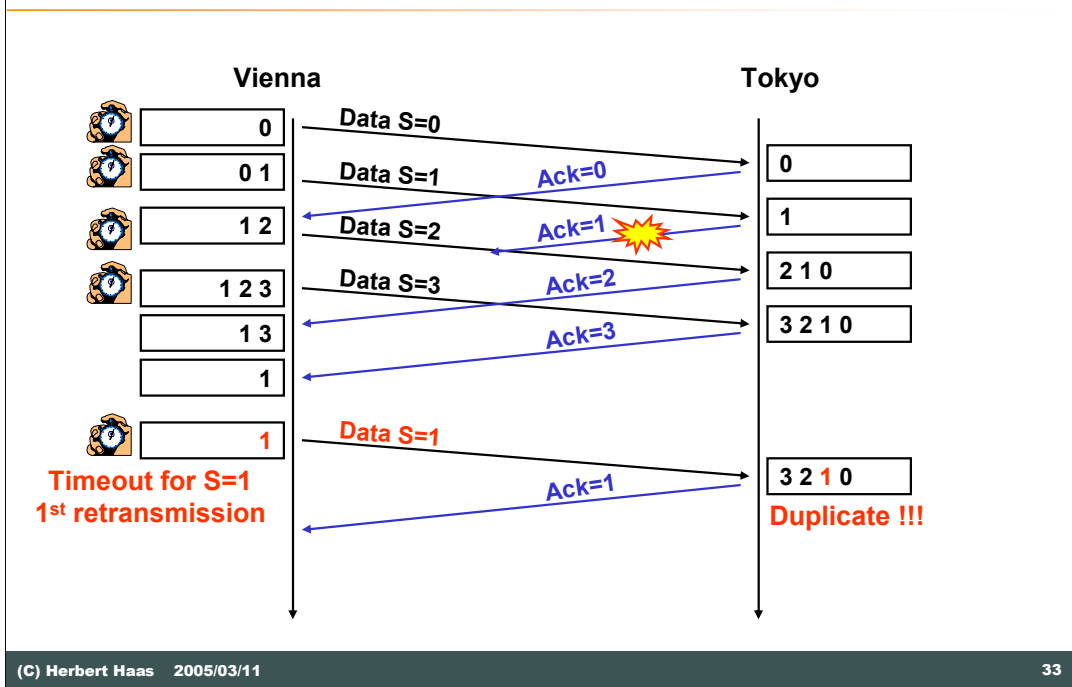 Vienna
Tokyo
0
Data S=0
0
0 1
Data S=1
Ack=0
1 2
Data S=2
Ack=1
1
1 2 3
Data S=3
Ack=2
2 1 0
1 3
Ack=3
3 2 1 0
1
1
Data S=1
Timeout for S=1
1st retransmission
Ack=1
3 2 1 0
Duplicate !!!
(C) Herbert Haas 2005/03/11
33